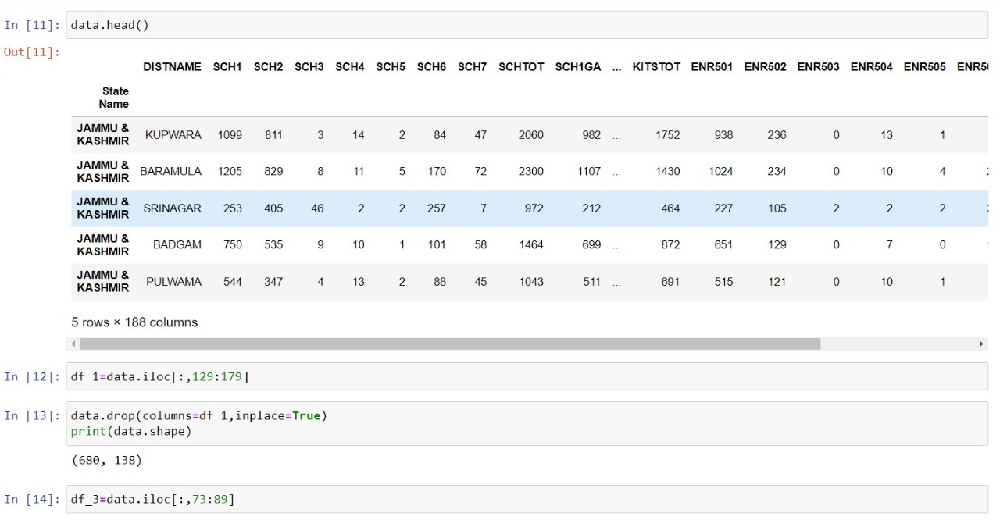 In [11]: data.head()
Out[11]:
DISTNAME SCH1 SCH2 SCH3 SCH4 SCH5 SCH6 SCH7 SCHTOT SCH1GA ... KITSTOT ENR501 ENR502 ENR503 ENR504 ENR505
State
Name
JAMMU &
KASHMIR KUPWARA 1099 811 3 14 2 84 47 2060 982 ... 1752 938 236 0 13 1
JAMMU &
KASHMIR BARAMULA 1205 829 8 11 5 170 72 2300 1107 ... 1430 1024 234 0 10 4
JAMMU &
KASHMIR SRINAGAR 253 405 46 2 2 257 7 972 212 ... 464 227 105 2 2 2
JAMMU &
KASHMIR BADGAM 750 535 9 10 1 101 58 1464 699 ... 872 651 129 0 7 0
JAMMU &
KASHMIR PULWAMA 544 347 4 13 2 88 45 1043 511 ... 691 515 121 0 10 1
5 rows × 188 columns
In [12]: df_1=data.iloc[:,129:179]
In [13]: data.drop(columns=df_1,inplace=True)
print(data.shape)
(680, 138)
In [14]: df_3=data.iloc[:,73:89]